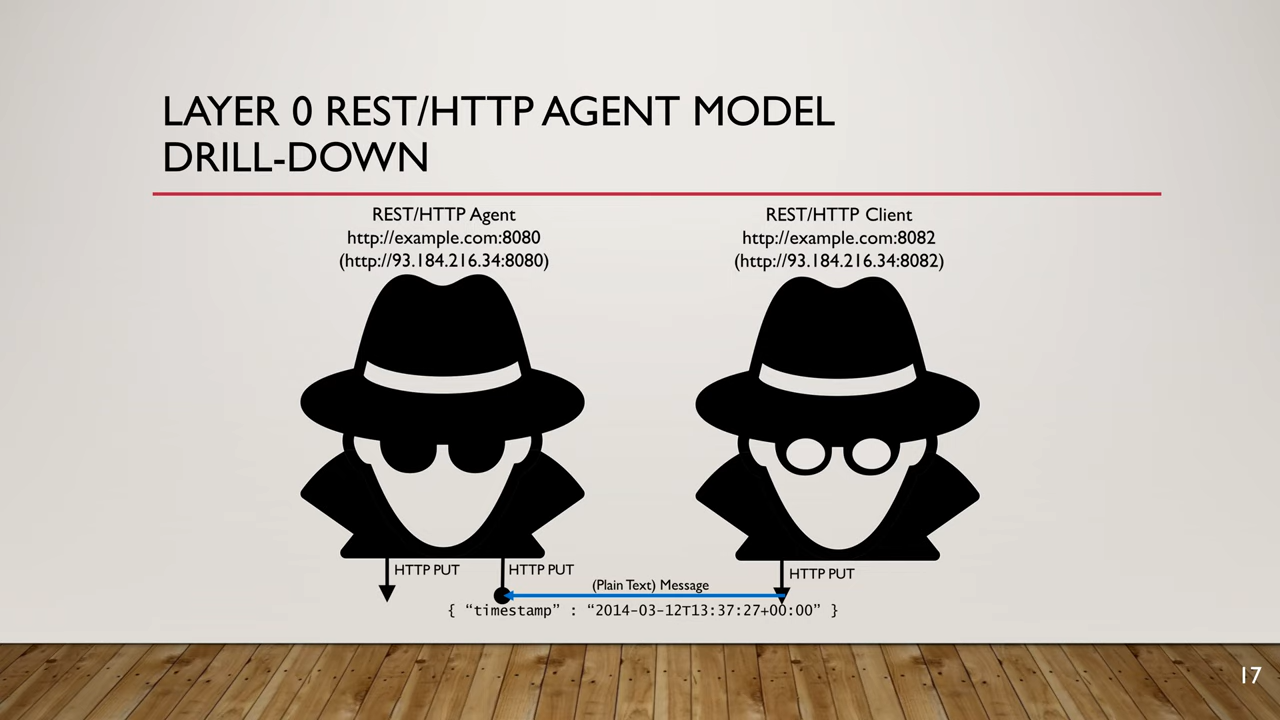 LAYER 0 REST/HTTP AGENT MODEL
DRILL-DOWN
REST/HTTP Agent
http://example.com:8080
(http://93.184.216.34:8080)
REST/HTTP Client
http://example.com:8082
(http://93.184.216.34:8082)
HTTP PUT
HTTP PUT
HTTP PUT
(Plain Text) Message
{ “timestamp” : “2014-03-12T13:37:27+00:00” }
17